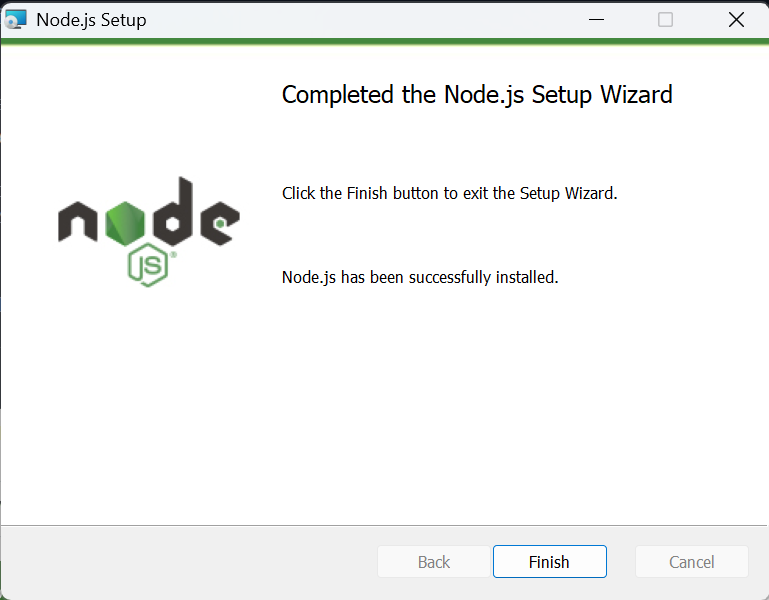 Node.js Setup
Completed the Node.js Setup Wizard
Click the Finish button to exit the Setup Wizard.
node
JS®
Node.js has been successfully installed.
Back
Finish
Cancel